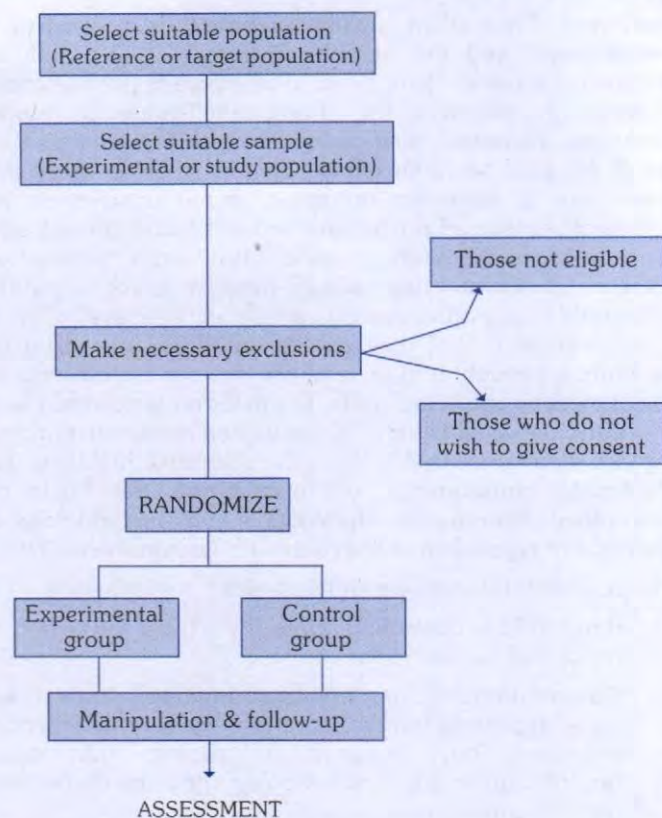 Select suitable population
(Reference or target population)
Select suitable sample
(Experimental or study population)
Those not eligible
Make necessary exclusions
Those who do not
wish to give consent
RANDOMIZE
Experimental
group
Control
group
Manipulation & follow-up
ASSESSMENT